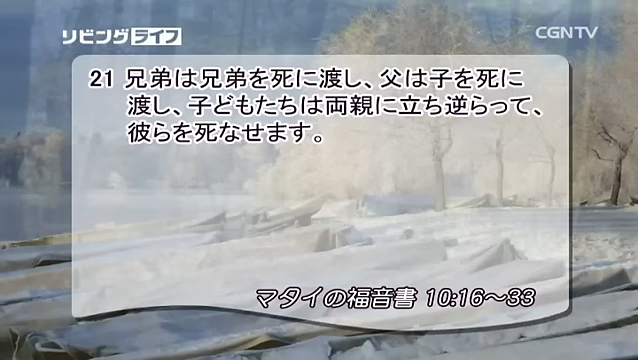 リビングライフ
CGNTV
21 兄弟は兄弟を死に渡し、父は子を死に
渡し、子どもたちは両親に立ち逆らって、
彼らを死なせます。
マタイの福音書 10:16～33